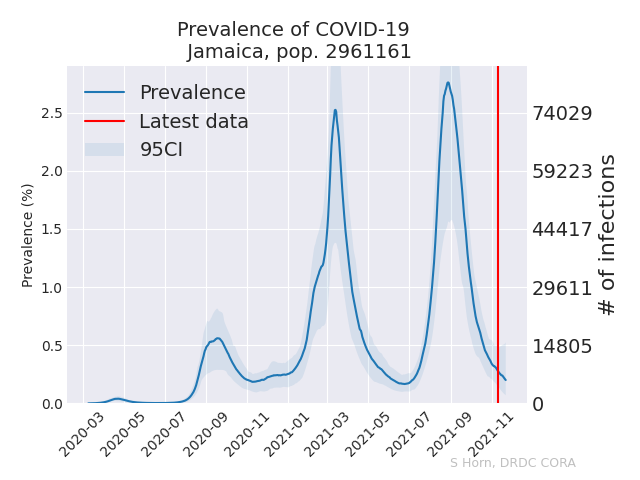 Prevalence of COVID-19
Jamaica, pop. 2961161
Prevalence
Latest data
95CI
Prevalence (%)
2.5
2.0
1.5
1.0
0.5
0.0
74029
59223
44417
29611
14805
0
# of infections
2020-03
2020-05
2020-07
2020-09
2020-11
2021-01
2021-03
2021-05
2021-07
2021-09
2021-11
S Horn, DRDC CORA